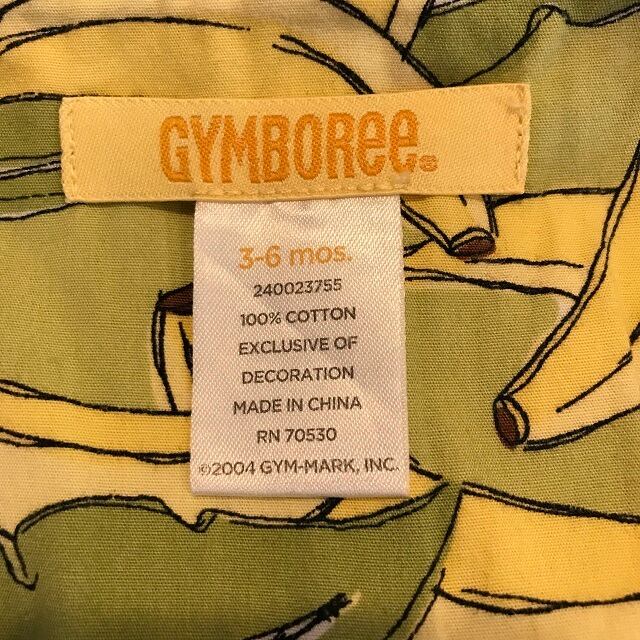 GYMBOREE®
3-6 mos.
240023755
100% COTTON
EXCLUSIVE OF
DECORATION
MADE IN CHINA
RN 70530
©2004 GYM-MARK, INC.